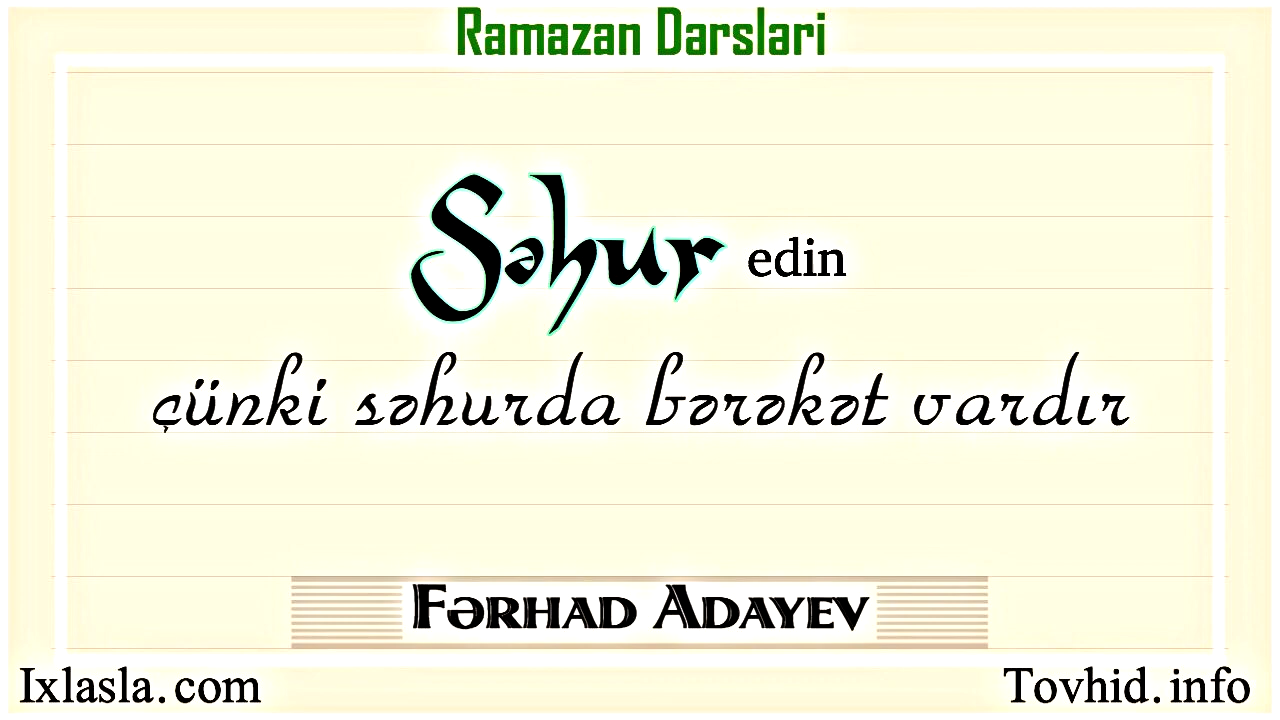 Ramazan Darslari
Səhur edin
çünki səhurda bərəkət vardır
Fərhad Adayev
Ixlasla.com
Tovhid.info